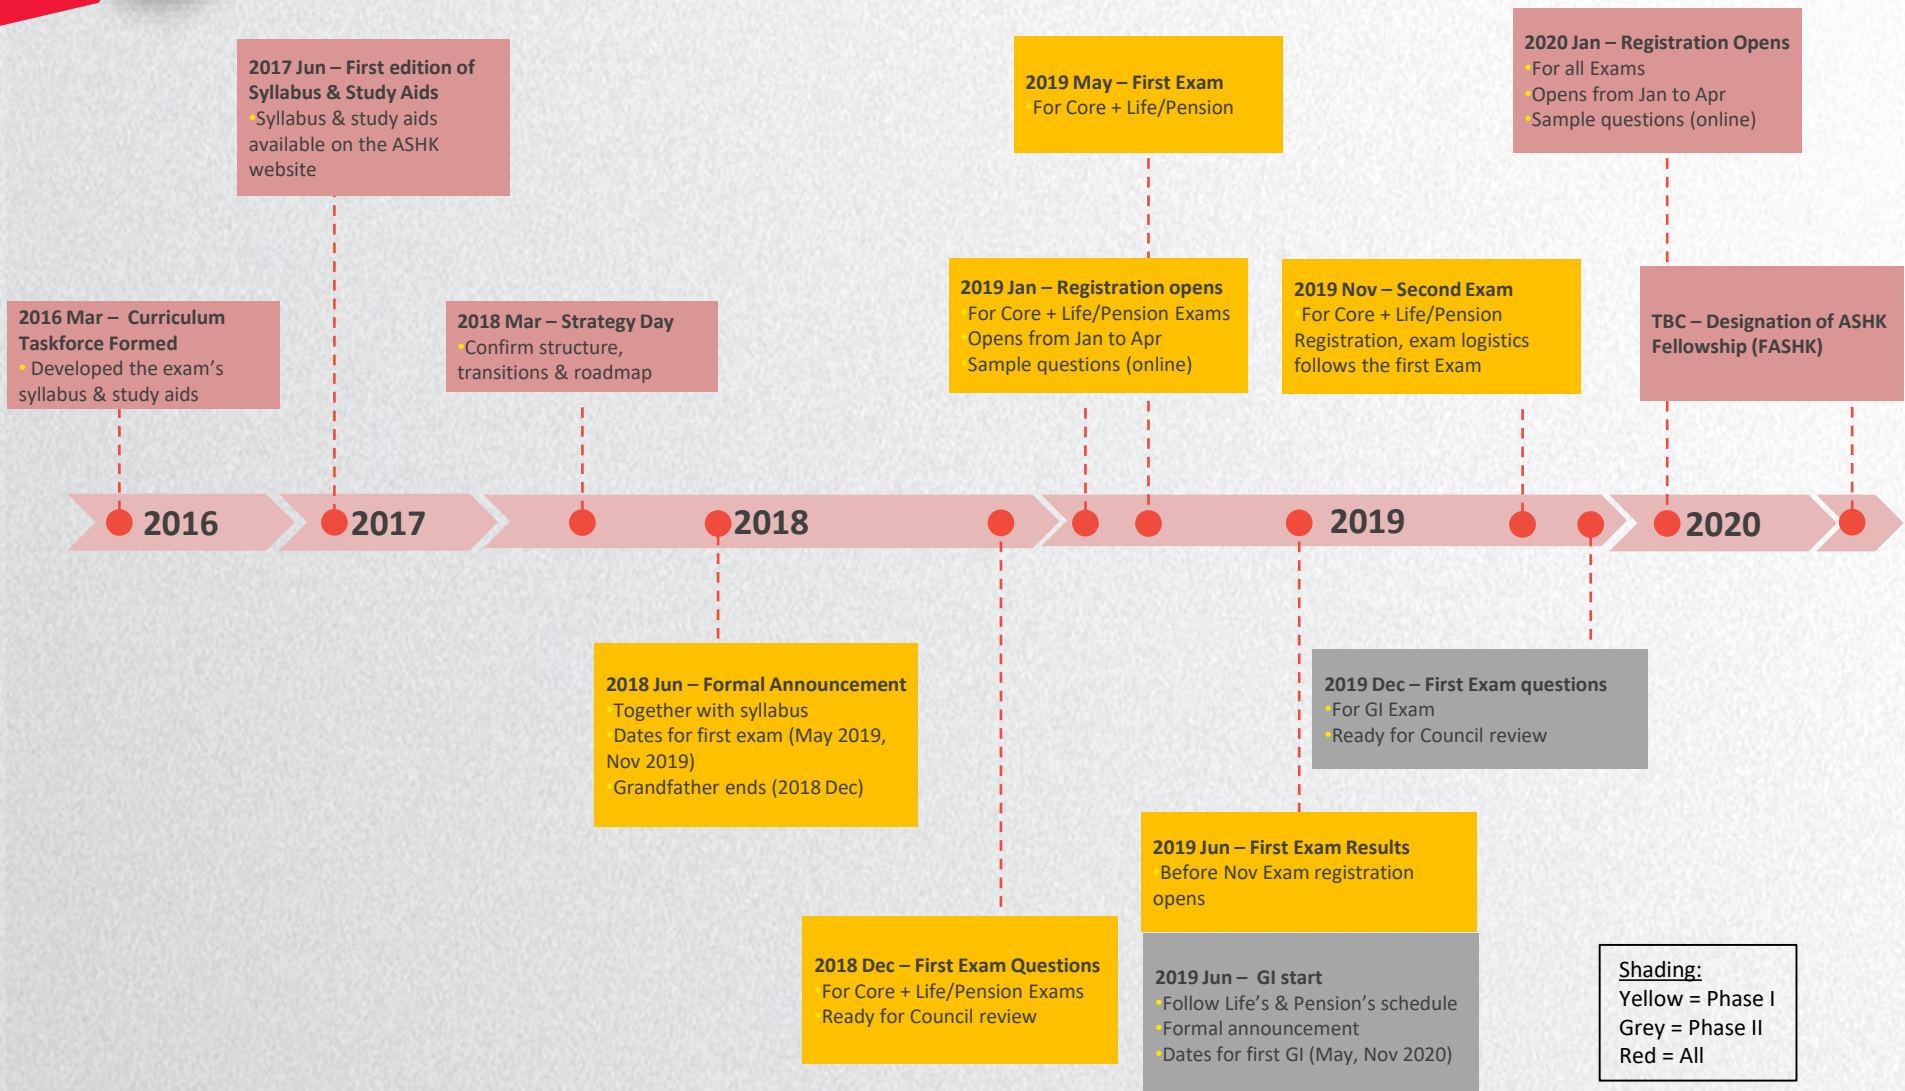 2017 Jun – First edition of
Syllabus & Study Aids
•Syllabus & study aids
available on the ASHK
website
2019 May – First Exam
•For Core + Life/Pension
2020 Jan – Registration Opens
•For all Exams
•Opens from Jan to Apr
•Sample questions (online)
2016 Mar – Curriculum
Taskforce Formed
• Developed the exam's
syllabus & study aids
2018 Mar – Strategy Day
•Confirm structure,
transitions & roadmap
2019 Jan – Registration opens
•For Core + Life/Pension Exams
•Opens from Jan to Apr
•Sample questions (online)
2019 Nov – Second Exam
•For Core + Life/Pension
Registration, exam logistics
follows the first Exam
TBC – Designation of ASHK
Fellowship (FASHK)
2016
2017
2018
2019
2020
2018 Jun – Formal Announcement
•Together with syllabus
•Dates for first exam (May 2019,
Nov 2019)
•Grandfather ends (2018 Dec)
2019 Dec – First Exam questions
•For GI Exam
•Ready for Council review
2018 Dec – First Exam Questions
•For Core + Life/Pension Exams
•Ready for Council review
2019 Jun – First Exam Results
•Before Nov Exam registration
opens
2019 Jun – GI start
•Follow Life's & Pension's schedule
•Formal announcement
•Dates for first GI (May, Nov 2020)
Shading:
Yellow = Phase I
Grey = Phase II
Red = All